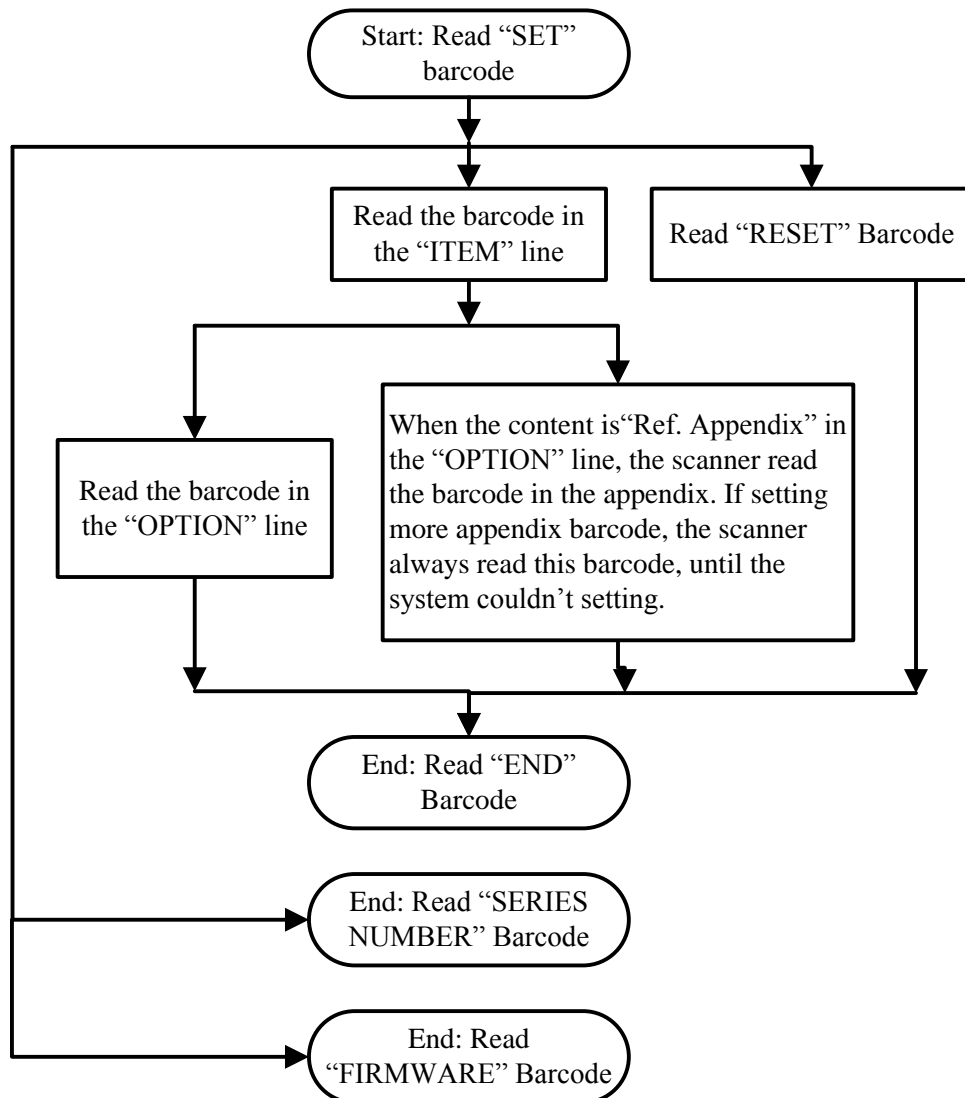 Start: Read “SET”
barcode
Read the barcode in
the “ITEM” line
Read “RESET” Barcode
Read the barcode in
the “OPTION” line
When the content is“Ref. Appendix” in
the “OPTION” line, the scanner read
the barcode in the appendix. If setting
more appendix barcode, the scanner
always read this barcode, until the
system couldn’t setting.
End: Read “END”
Barcode
End: Read “SERIES
NUMBER” Barcode
End: Read
“FIRMWARE” Barcode